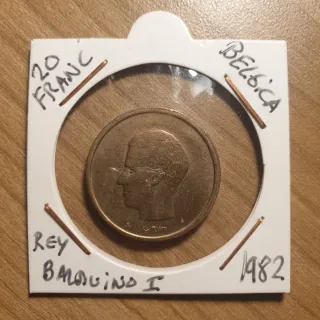 20
FRANC
BELGICA
REY
BALDUINO I
1982